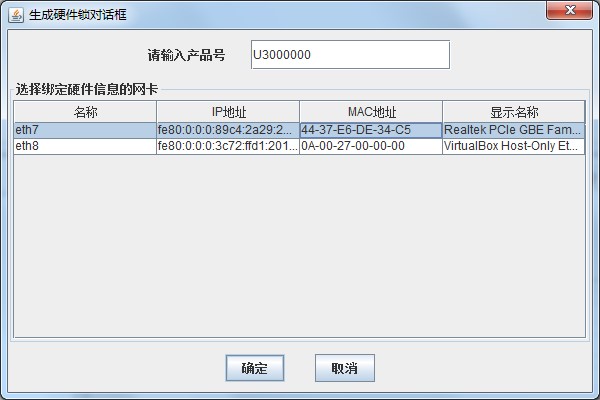 生成硬件锁对话框
请输入产品号 U3000000
选择绑定硬件信息的网卡
名称 IP地址 MAC地址 显示名称
eth7 fe80:0:0:0:89c4:2a29:2... 44-37-E6-DE-34-C5 Realtek PCIe GBE Fam...
eth8 fe80:0:0:0:3c72:ffd1:201... 0A-00-27-00-00-00 VirtualBox Host-Only Et...
确定 取消